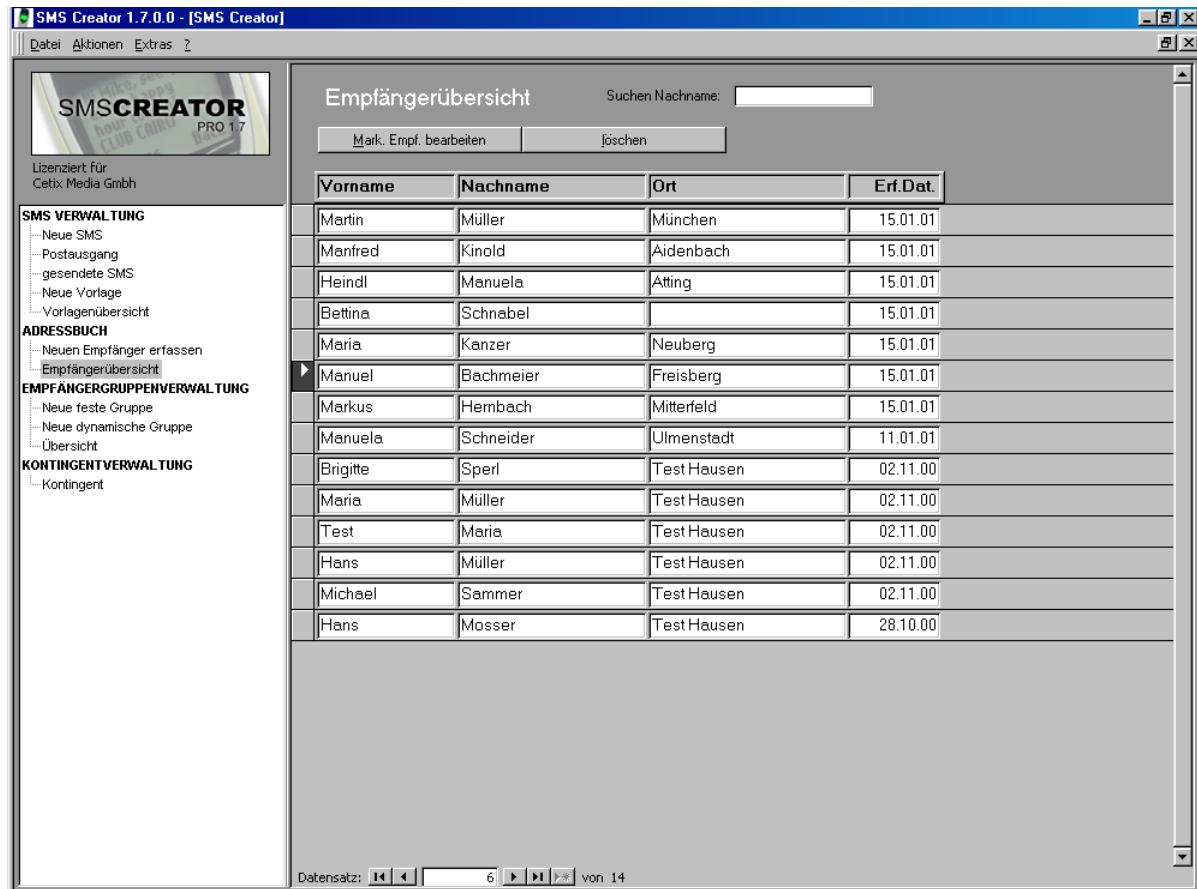 SMS Creator 1.7.0.0 - [SMS Creator]
Datei Aktionen Extras ?
SMSCREATOR
PRO 1.7
Lizenziert für
Cetix Media Gmbh
SMS VERWALTUNG
Neue SMS
Postausgang
gesendete SMS
Neue Vorlage
Vorlagenübersicht
ADRESSBUCH
Neuen Empfänger erfassen
Empfängerübersicht
EMPFÄNGERGRUPPENVERWALTUNG
Neue feste Gruppe
Neue dynamische Gruppe
Übersicht
KONTINGENTVERWALTUNG
Kontingent
Empfängerübersicht Suchen Nachname:
Mark. Empf. bearbeiten löschen
Vorname Nachname Ort Erf.Dat.
Martin Müller München 15.01.01
Manfred Kinold Aidenbach 15.01.01
Heindl Manuela Atting 15.01.01
Bettina Schnabel 15.01.01
Maria Kanzer Neuberg 15.01.01
Manuel Bachmeier Freisberg 15.01.01
Markus Hernbach Mitterfeld 15.01.01
Manuela Schneider Ulmenstadt 11.01.01
Brigitte Sperl Test Hausen 02.11.00
Maria Müller Test Hausen 02.11.00
Test Maria Test Hausen 02.11.00
Hans Müller Test Hausen 02.11.00
Michael Sammer Test Hausen 02.11.00
Hans Mosser Test Hausen 28.10.00
Datensatz: 6 von 14